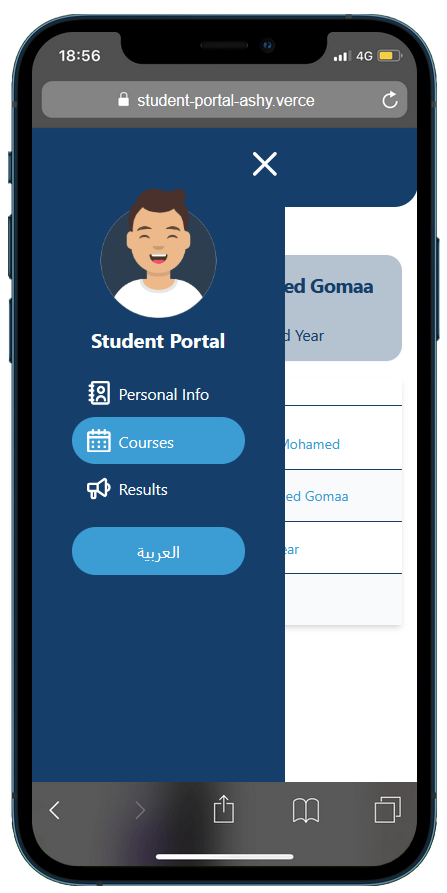 18:56
4G
student-portal-ashy.verce
ed Gomaa
d Year
Student Portal
Personal Info
Courses
Mohamed
Results
ed Gomaa
ear
العربية